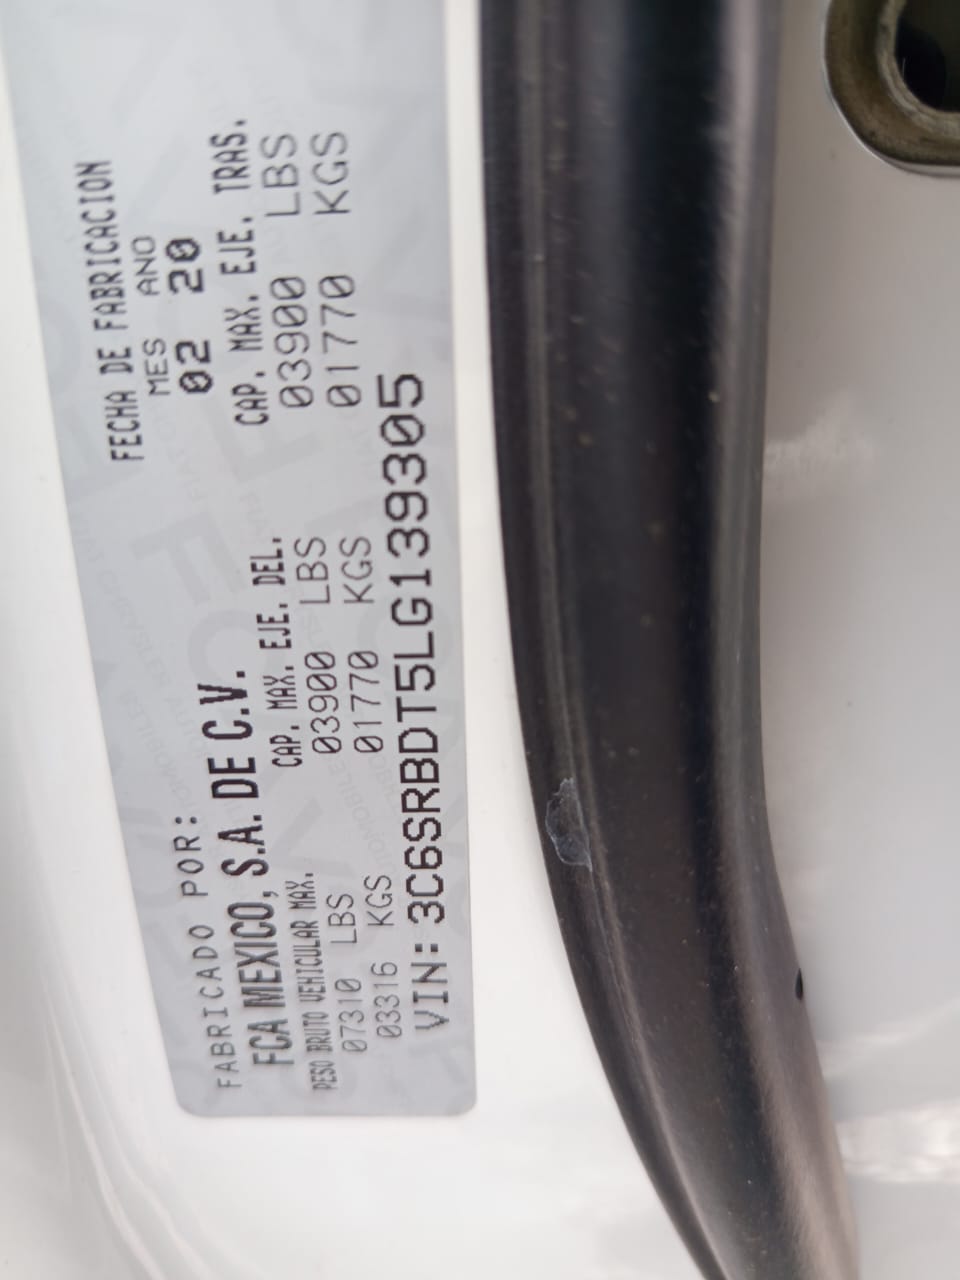 FABRICADO POR:
FECHA DE FABRICACION
FCA MEXICO, S.A. DE C.V.
MES ANO
02 20
PESO BRUTO VEHICULAR MAX.
CAP. MAX. EJE. DEL.
CAP. MAX. EJE. TRAS.
07310 LBS
03900 LBS
03900 LBS
03316 KGS
01770 KGS
01770 KGS
VIN: 3C6SRBDT5LG139305